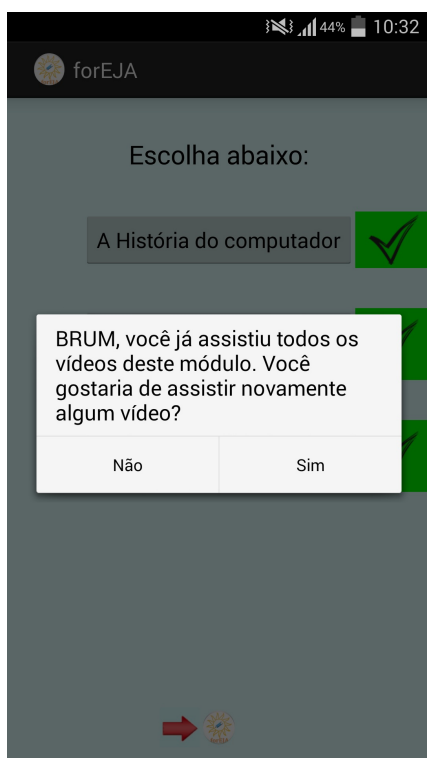 44% 10:32
forEJA
Escolha abaixo:
A História do computador
BRUM, você já assistiu todos os
vídeos deste módulo. Você
gostaria de assistir novamente
algum vídeo?
Não Sim